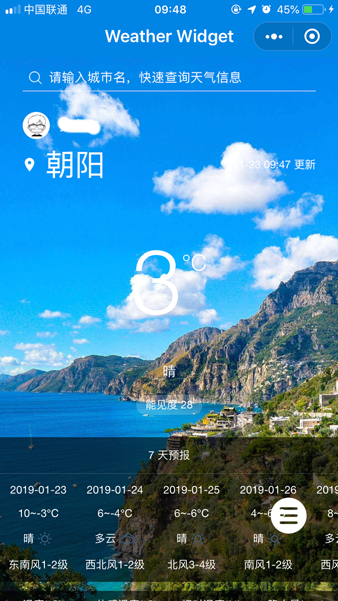 中国联通 4G 09:48 45%
Weather Widget
请输入城市名，快速查询天气信息
朝阳
-23 09:47 更新
3°C
晴
能见度 28
7 天预报
2019-01-23 2019-01-24 2019-01-25 2019-01-26
10~-3°C 6~-4°C 6~-6°C
晴 多云 晴 晴
东南风1-2级 西北风1-2级 北风3-4级 南风1-2级